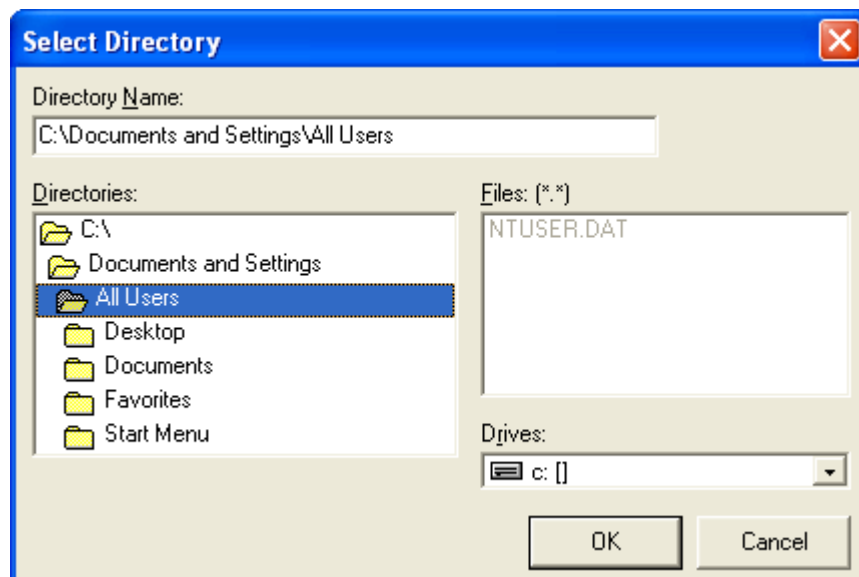 Select Directory
Directory Name:
C:\Documents and Settings\All Users
Directories:
C:\
Documents and Settings
All Users
Desktop
Documents
Favorites
Start Menu
Files: (*.*)
NTUSER.DAT
Drives:
c: []
OK
Cancel